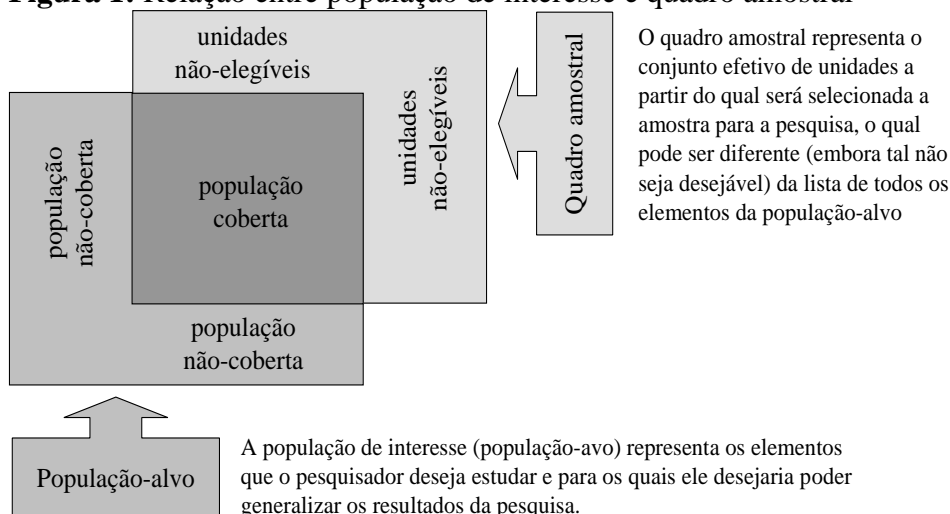 Figura 1. Relação entre população de interesse e quadro amostral
unidades
não-elegíveis
população
não-coberta
população
coberta
unidades
não-elegíveis
população
não-coberta
Quadro amostral
O quadro amostral representa o
conjunto efetivo de unidades a
partir do qual será selecionada a
amostra para a pesquisa, o qual
pode ser diferente (embora tal não
seja desejável) da lista de todos os
elementos da população-alvo
População-alvo
A população de interesse (população-avo) representa os elementos
que o pesquisador deseja estudar e para os quais ele desejaria poder
generalizar os resultados da pesquisa.